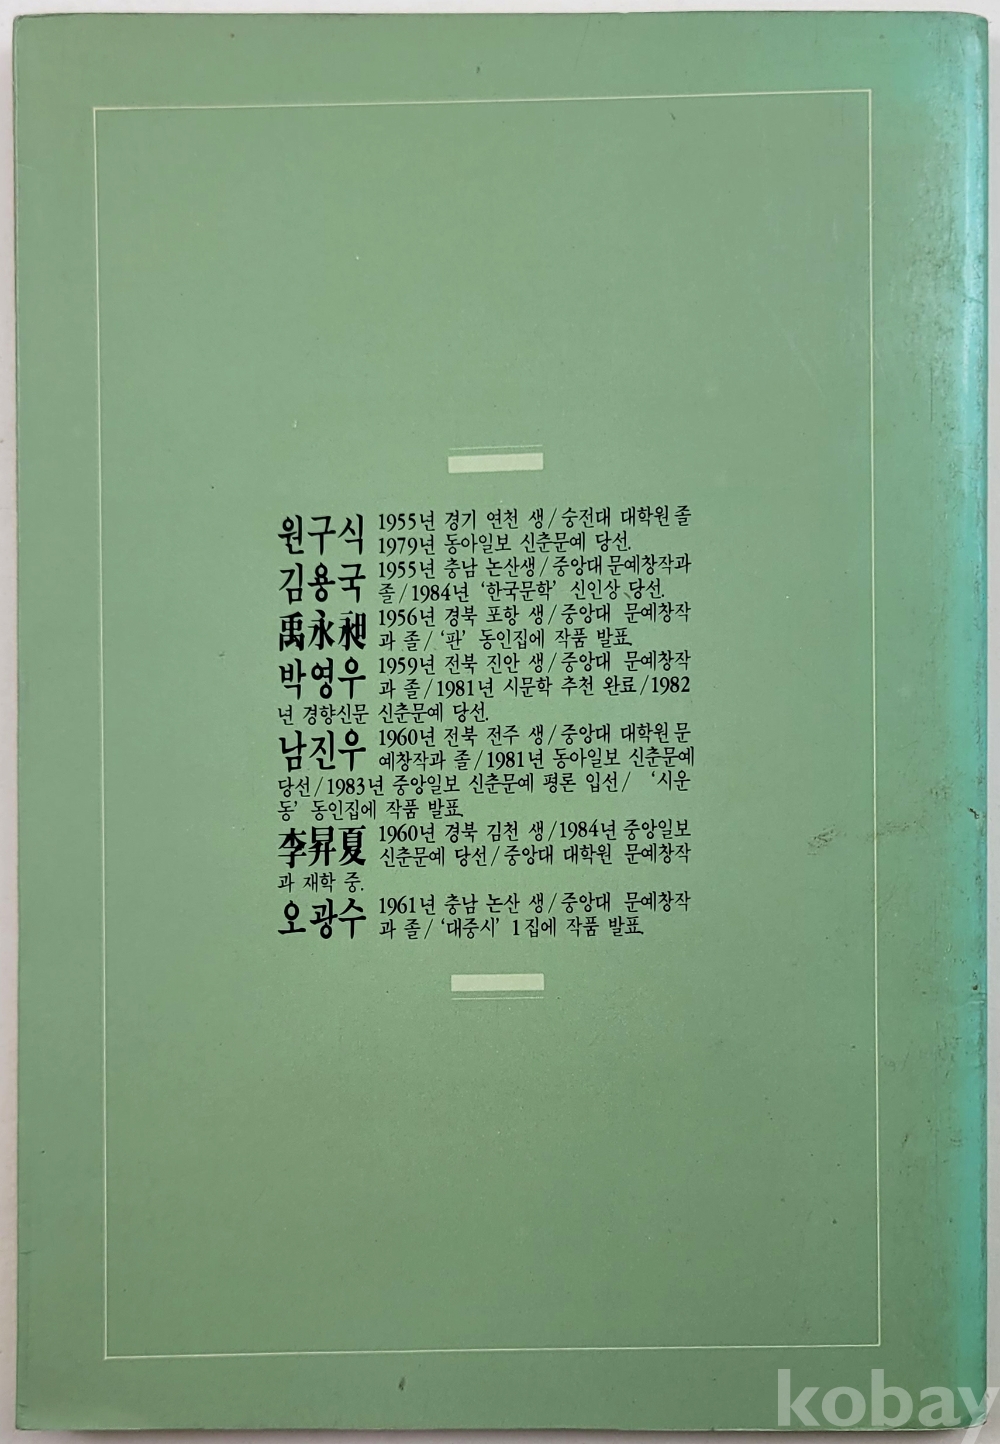 원구식 1955년 경기 연천 생/숭전대 대학원 졸
1979년 동아일보 신춘문예 당선.
김용국 1955년 충남 논산생/중앙대 문예창작과
졸/1984년 ‘한국문학’ 신인상 당선.
禹永昶 1956년 경북 포항 생/중앙대 문예창작
과 졸/‘판’ 동인집에 작품 발표.
박영우 1959년 전북 진안 생/중앙대 문예창작
과 졸/1981년 시문학 추천 완료/1982
년 경향신문 신춘문예 당선.
남진우 1960년 전북 전주 생/중앙대 대학원 문
예창작과 졸/1981년 동아일보 신춘문예
당선/1983년 중앙일보 신춘문예 평론 입선/ ‘시운
동’ 동인집에 작품 발표.
李昇夏 1960년 경북 김천 생/1984년 중앙일보
신춘문예 당선/중앙대 대학원 문예창작
과 재학 중.
오광수 1961년 충남 논산 생/중앙대 문예창작
과 졸/‘대중시’ 1집에 작품 발표.
kobay